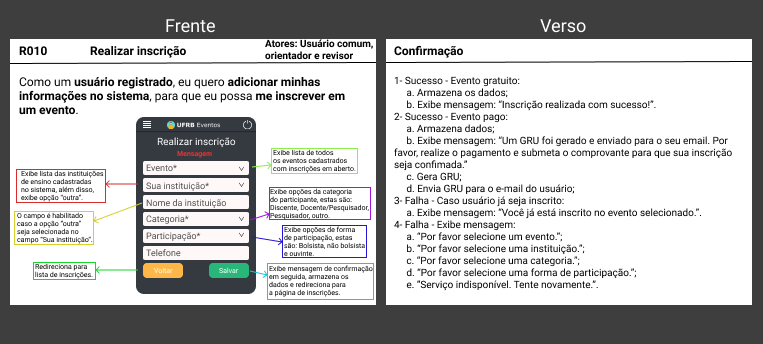 Frente
R010 Realizar inscrição Atores: Usuário comum,
orientador e revisor
Como um usuário registrado, eu quero adicionar minhas
informações no sistema, para que eu possa me inscrever em
um evento.
UFRB Eventos
Realizar inscrição
Mensagem
Evento*
Sua instituição*
Nome da instituição
Categoria*
Participação*
Telefone
Voltar Salvar
Exibe lista das instituições
de ensino cadastradas
no sistema, além disso,
exibe opção "outra".
O campo é habilitado
caso a opção "outra"
seja selecionada no
campo "Sua instituição".
Redireciona para
lista de inscrições.
Exibe lista de todos
os eventos cadastrados
com inscrições em aberto.
Exibe opções da categoria
do participante, estas são:
Discente, Docente/Pesquisador,
Pesquisador, outro.
Exibe opções de forma
de participação, estas
são: Bolsista, não bolsista
e ouvinte.
Exibe mensagem de confirmação
em seguida, armazena os
dados e redireciona para
a página de inscrições.
Verso
Confirmação
1- Sucesso - Evento gratuito:
a. Armazena os dados;
b. Exibe mensagem: “Inscrição realizada com sucesso!”.
2- Sucesso - Evento pago:
a. Armazena dados;
b. Exibe mensagem: “Um GRU foi gerado e enviado para o seu email. Por
favor, realize o pagamento e submeta o comprovante para que sua inscrição
seja confimada.”
c. Gera GRU;
d. Envia GRU para o e-mail do usuário;
3- Falha - Caso usuário já seja inscrito:
a. Exibe mensagem: “Você já está inscrito no evento selecionado.”.
4- Falha - Exibe mensagem:
a. “Por favor selecione um evento.”;
b. “Por favor selecione uma instituição.”;
c. “Por favor selecione uma categoria.”;
d. “Por favor selecione uma forma de participação.”;
e. “Serviço indisponível. Tente novamente.”.